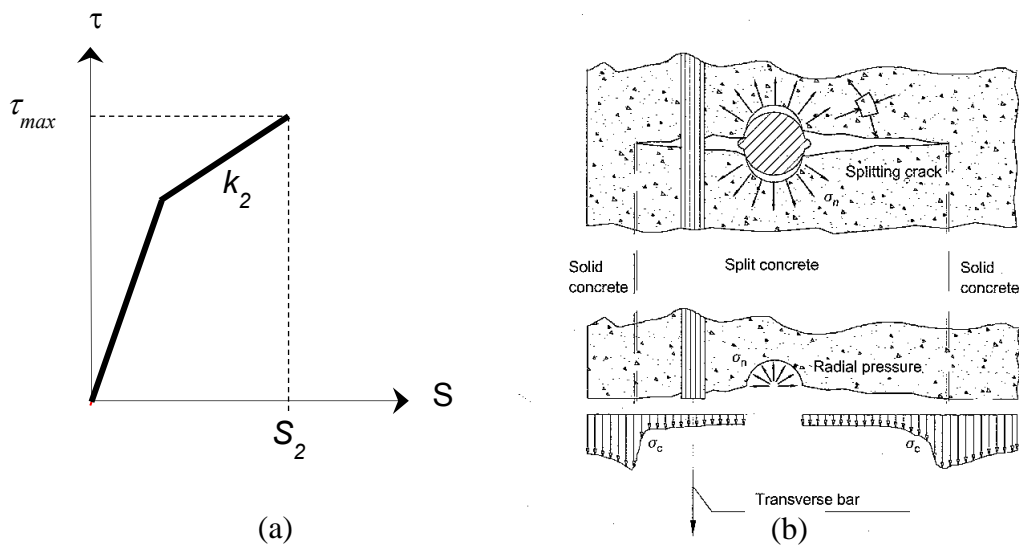 τ
τmax
k2
S
S2
(a)
Splitting crack
σn
Solid concrete
Split concrete
Solid concrete
σn
Radial pressure
σc
σc
Transverse bar
(b)